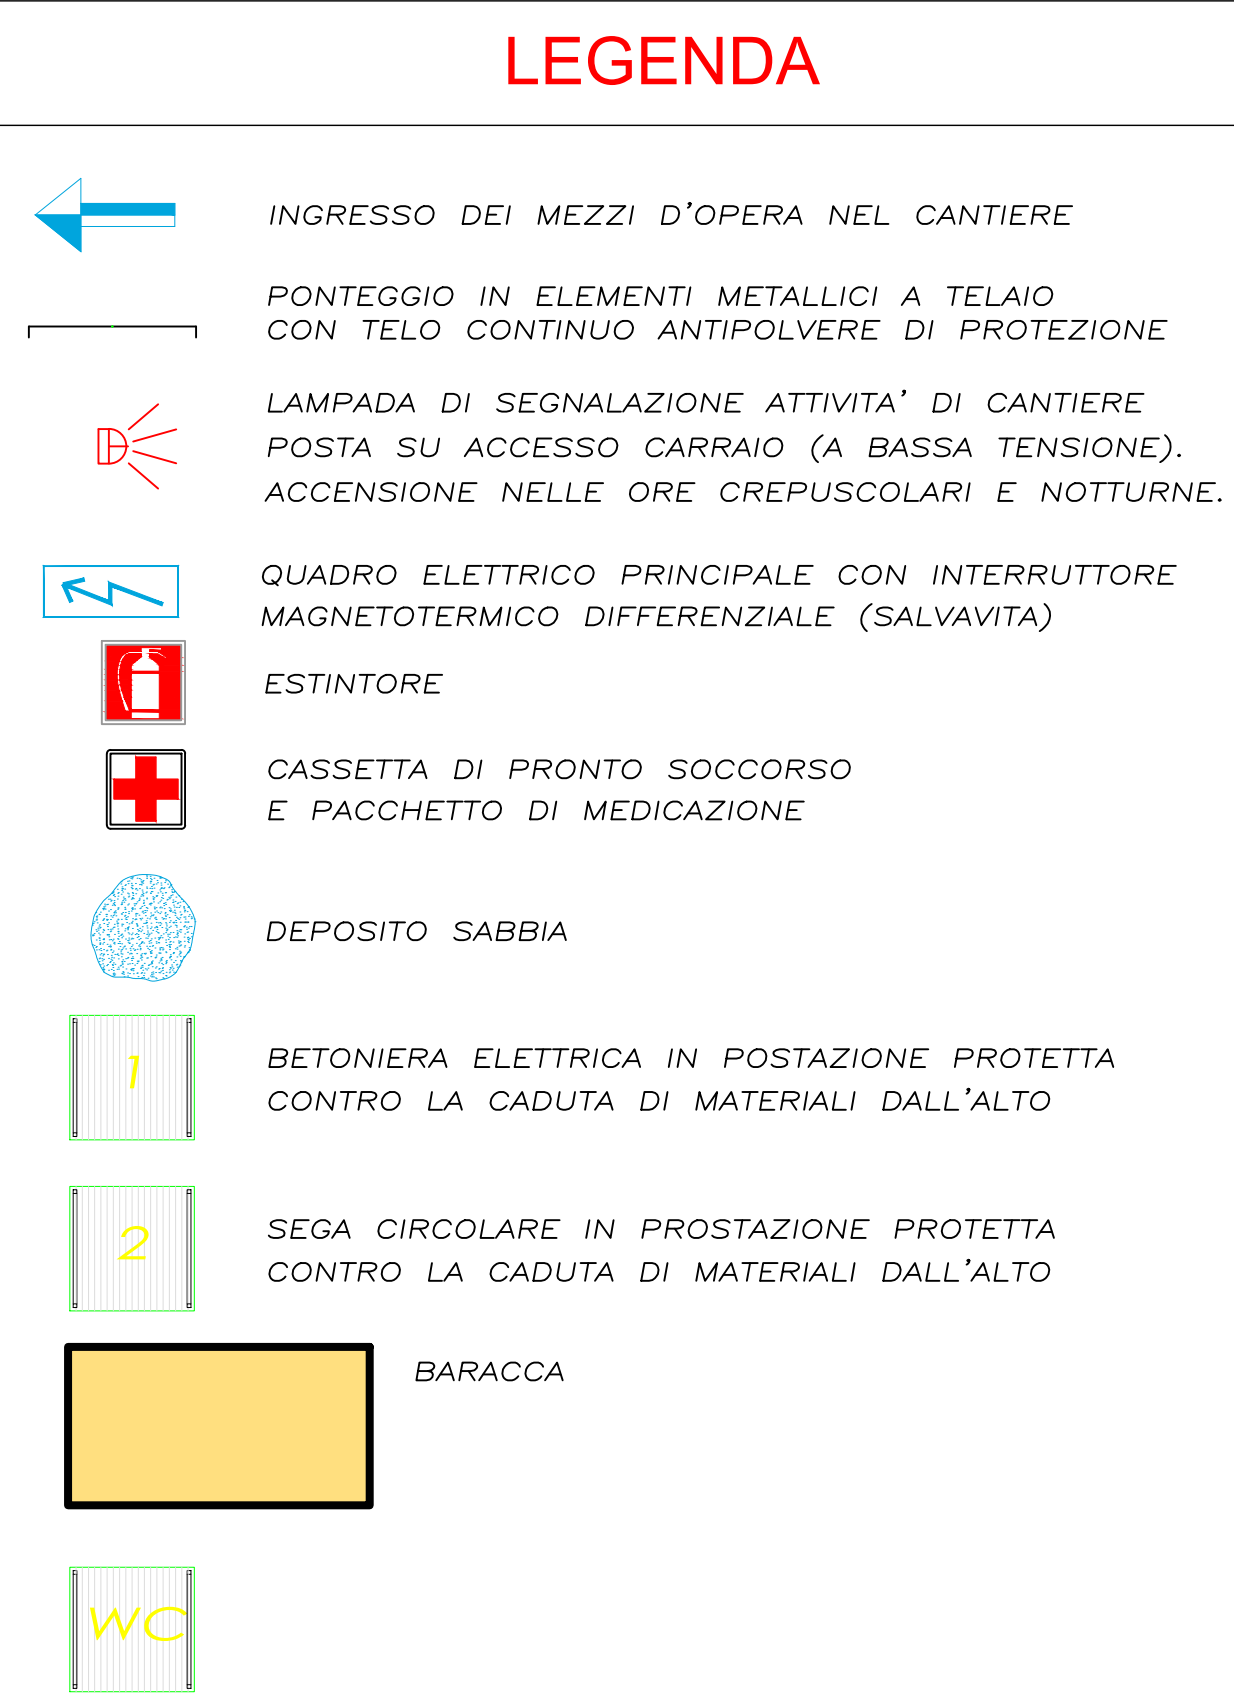 LEGENDA
INGRESSO DEI MEZZI D'OPERA NEL CANTIERE
PONTEGGIO IN ELEMENTI METALLICI A TELAIO
CON TELO CONTINUO ANTIPOLVERE DI PROTEZIONE
LAMPADA DI SEGNALAZIONE ATTIVITA' DI CANTIERE
POSTA SU ACCESSO CARRAIO (A BASSA TENSIONE).
ACCENSIONE NELLE ORE CREPUSCOLARI E NOTTURNE.
QUADRO ELETTRICO PRINCIPALE CON INTERRUTTORE
MAGNETOTERMICO DIFFERENZIALE (SALVAVITA)
ESTINTORE
CASSETTA DI PRONTO SOCCORSO
E PACCHETTO DI MEDICAZIONE
DEPOSITO SABBIA
1
BETONIERA ELETTRICA IN POSTAZIONE PROTETTA
CONTRO LA CADUTA DI MATERIALI DALL'ALTO
2
SEGA CIRCOLARE IN PROSTAZIONE PROTETTA
CONTRO LA CADUTA DI MATERIALI DALL'ALTO
BARACCA
WC